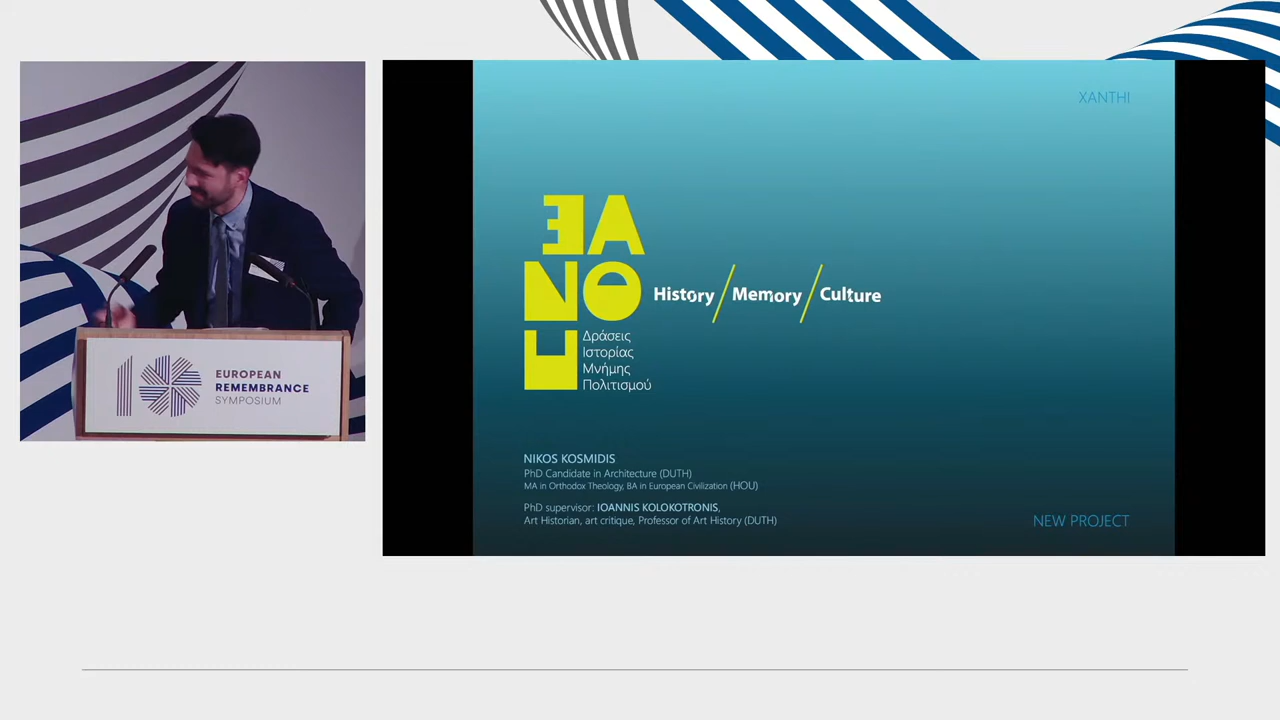 XANTHI
ΞΑ
ΝΘ
Η
History / Memory / Culture
Δράσεις
Ιστορίας
Μνήμης
Πολιτισμού
NIKOS KOSMIDIS
PhD Candidate in Architecture (DUTH)
MA in Orthodox Theology, BA in European Civilization (HOU)
PhD supervisor: IOANNIS KOLOKOTRONIS,
Art Historian, art critique, Professor of Art History (DUTH)
NEW PROJECT
10
EUROPEAN
REMEMBRANCE
SYMPOSIUM